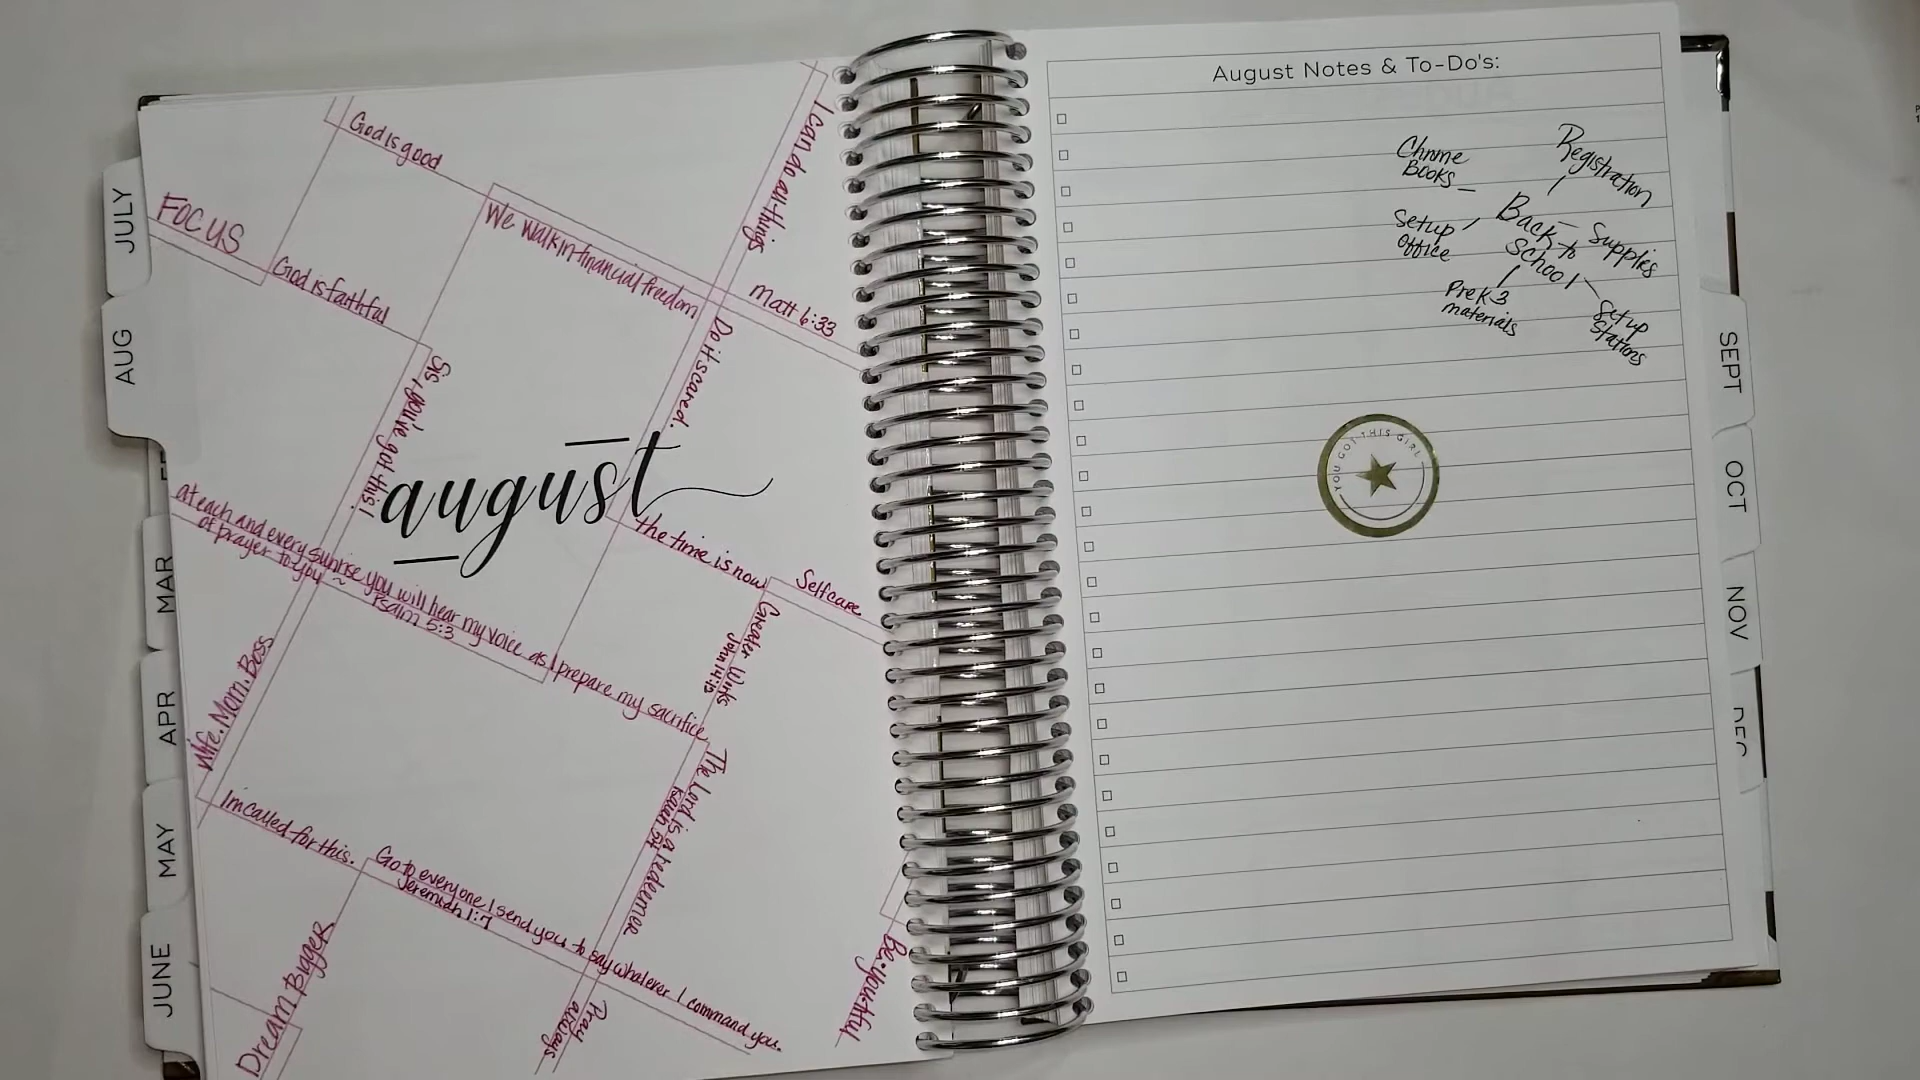 JULY
AUG
MAR
APR
MAY
JUNE
God is good
FOCUS
God is faithful
We walk in financial freedom
I can do all things
Matt 6:33
Do it scared.
Sis, you've got this!
august
at each and every sunrise you will hear my voice as I prepare my sacrifice
of prayer to you ~
Psalm 5:3
the time is now
Selfcare
Greater Works
John 14:
Wife. Mom. Boss
The Lord is a redeemer
I'm called for this.
Go to everyone I send you to say whatever I command you.
Jeremiah 1:7
Dream Bigger
Pray
always
Be
August Notes & To-Do's:
Chrome
Books
Registration
Setup
Office
Back to
School
Supplies
PreK3
materials
Setup
Stations
YOU GOT THIS GIRL
SEPT
OCT
NOV
DEC